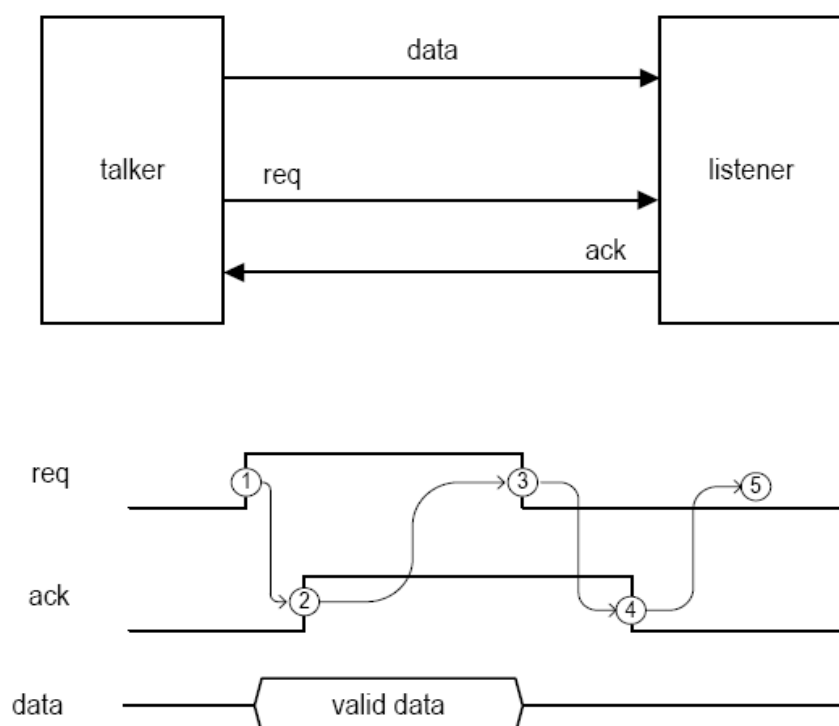 data
talker
req
listener
ack
req
1
3
5
ack
2
4
data
valid data